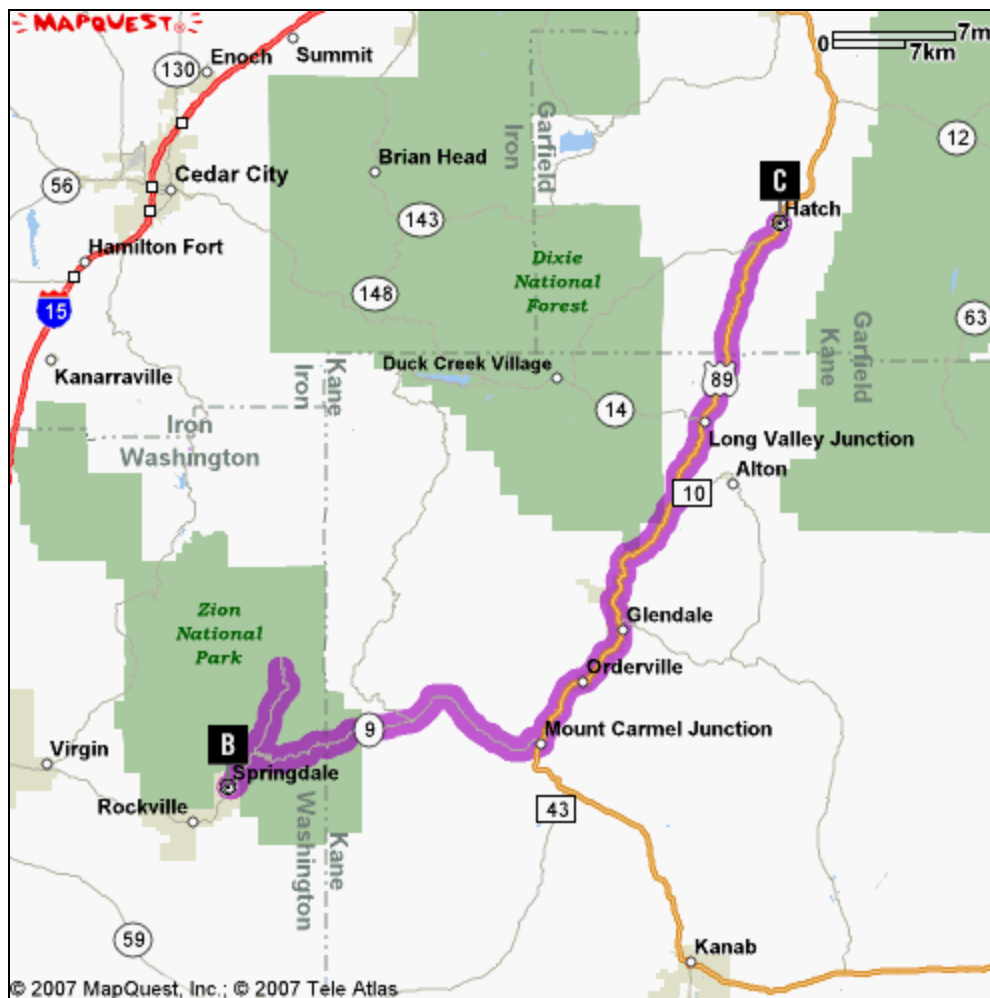 MAPQUEST
Summit
Enoch
130
0
7m
7km
Garfield
Iron
12
Brian Head
56
Cedar City
C
Hatch
143
Hamilton Fort
Dixie
National
Forest
148
15
63
Garfield
Kane
Kane
Iron
Kanarraville
Duck Creek Village
89
14
Iron
Washington
Long Valley Junction
Alton
10
Zion
National
Park
Glendale
Orderville
9
Mount Carmel Junction
B
Virgin
Springdale
Rockville
Washington
Kane
43
59
Kanab
© 2007 MapQuest, Inc.; © 2007 Tele Atlas